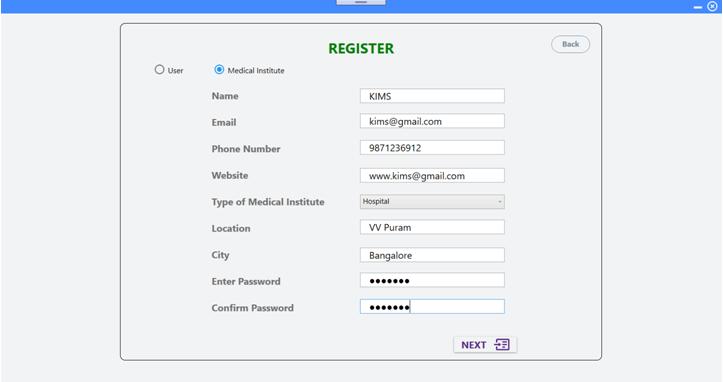 REGISTER
Back
User
Medical Institute
Name
KIMS
Email
kims@gmail.com
Phone Number
9871236912
Website
www.kims@gmail.com
Type of Medical Institute
Hospital
Location
VV Puram
City
Bangalore
Enter Password
●●●●●●●
Confirm Password
●●●●●●●
NEXT